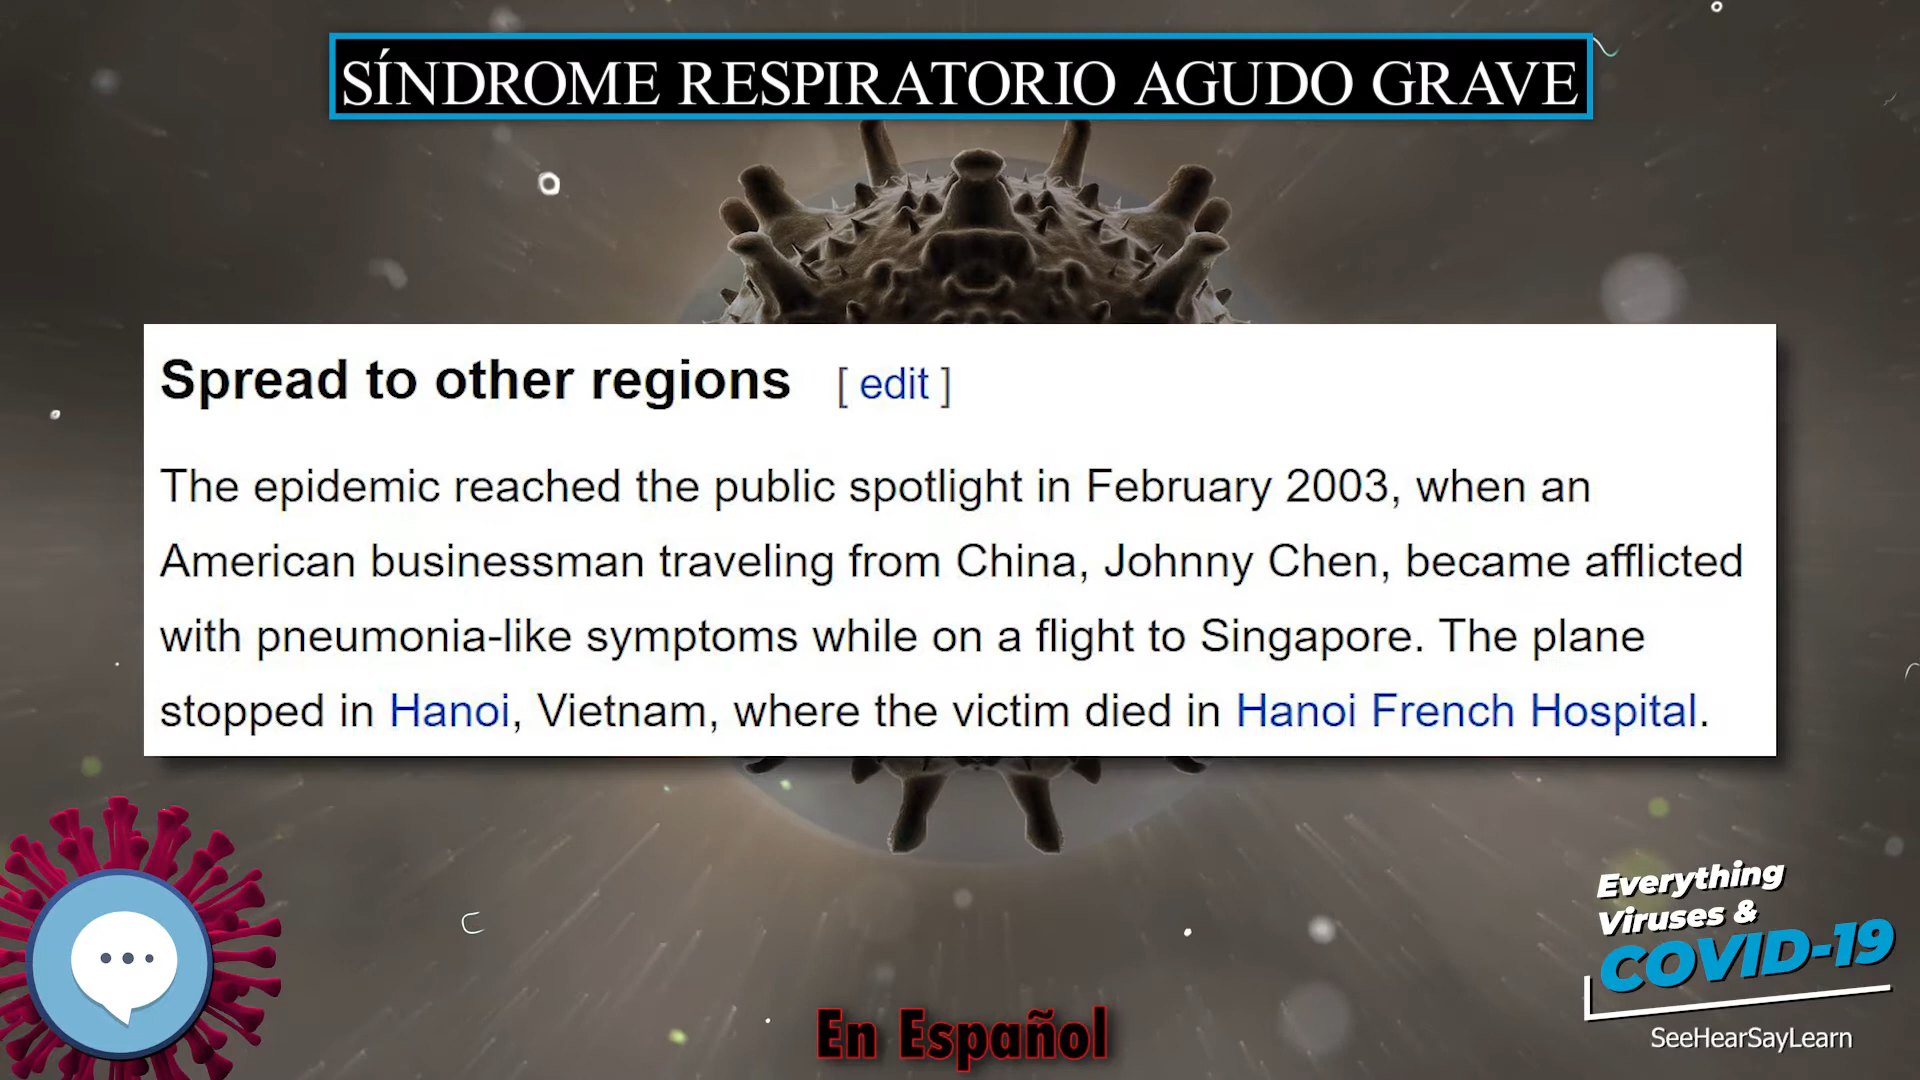 SÍNDROME RESPIRATORIO AGUDO GRAVE
Spread to other regions [ edit ]
The epidemic reached the public spotlight in February 2003, when an
American businessman traveling from China, Johnny Chen, became afflicted
with pneumonia-like symptoms while on a flight to Singapore. The plane
stopped in Hanoi, Vietnam, where the victim died in Hanoi French Hospital.
Everything
Viruses &
COVID-19
SeeHearSayLearn
En Español